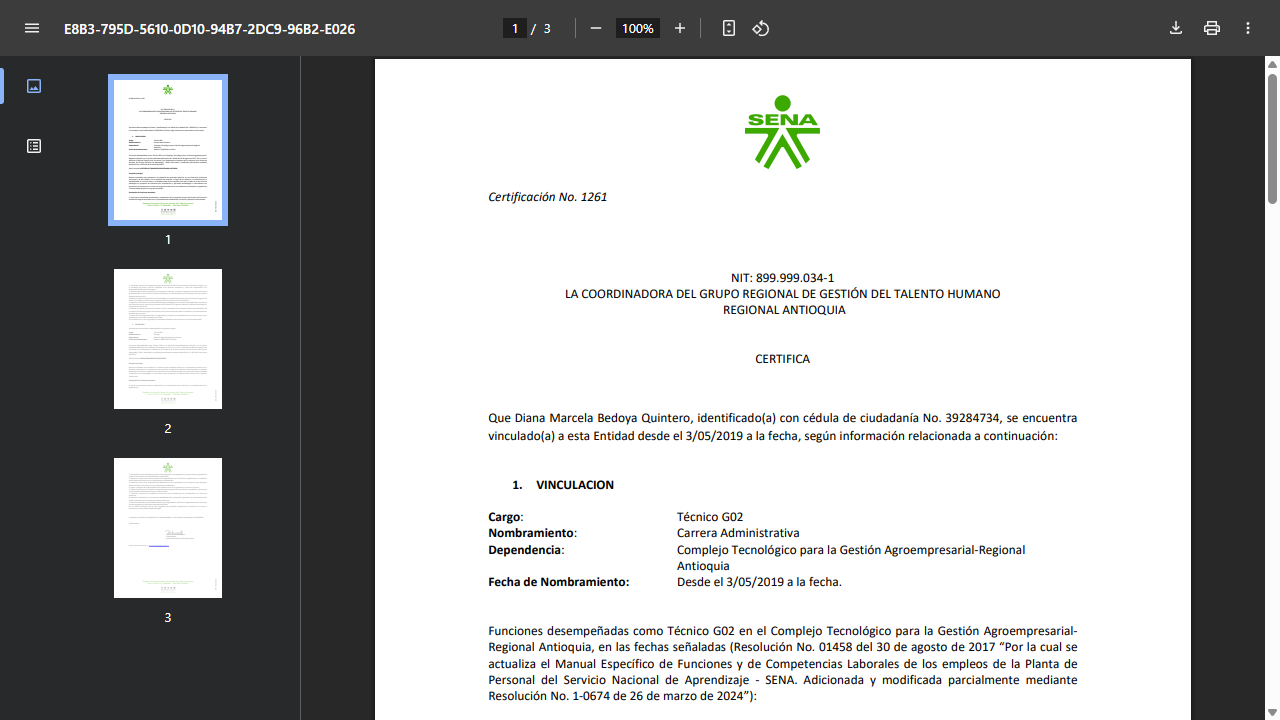 E8B3-795D-5610-0D10-94B7-2DC9-96B2-E026
1 / 3
100%
1
2
3
SENA
Certificación No. 1261
NIT: 899.999.034-1
LA COORDINADORA DEL GRUPO REGIONAL DE GESTIÓN DEL TALENTO HUMANO
REGIONAL ANTIOQUIA
CERTIFICA
Que Diana Marcela Bedoya Quintero, identificado(a) con cédula de ciudadanía No. 39284734, se encuentra
vinculado(a) a esta Entidad desde el 3/05/2019 a la fecha, según información relacionada a continuación:
1. VINCULACION
Cargo: Técnico G02
Nombramiento: Carrera Administrativa
Dependencia: Complejo Tecnológico para la Gestión Agroempresarial-Regional
Antioquia
Fecha de Nombramiento: Desde el 3/05/2019 a la fecha.
Funciones desempeñadas como Técnico G02 en el Complejo Tecnológico para la Gestión Agroempresarial-
Regional Antioquia, en las fechas señaladas (Resolución No. 01458 del 30 de agosto de 2017 “Por la cual se
actualiza el Manual Específico de Funciones y de Competencias Laborales de los empleos de la Planta de
Personal del Servicio Nacional de Aprendizaje - SENA. Adicionada y modificada parcialmente mediante
Resolución No. 1-0674 de 26 de marzo de 2024”):